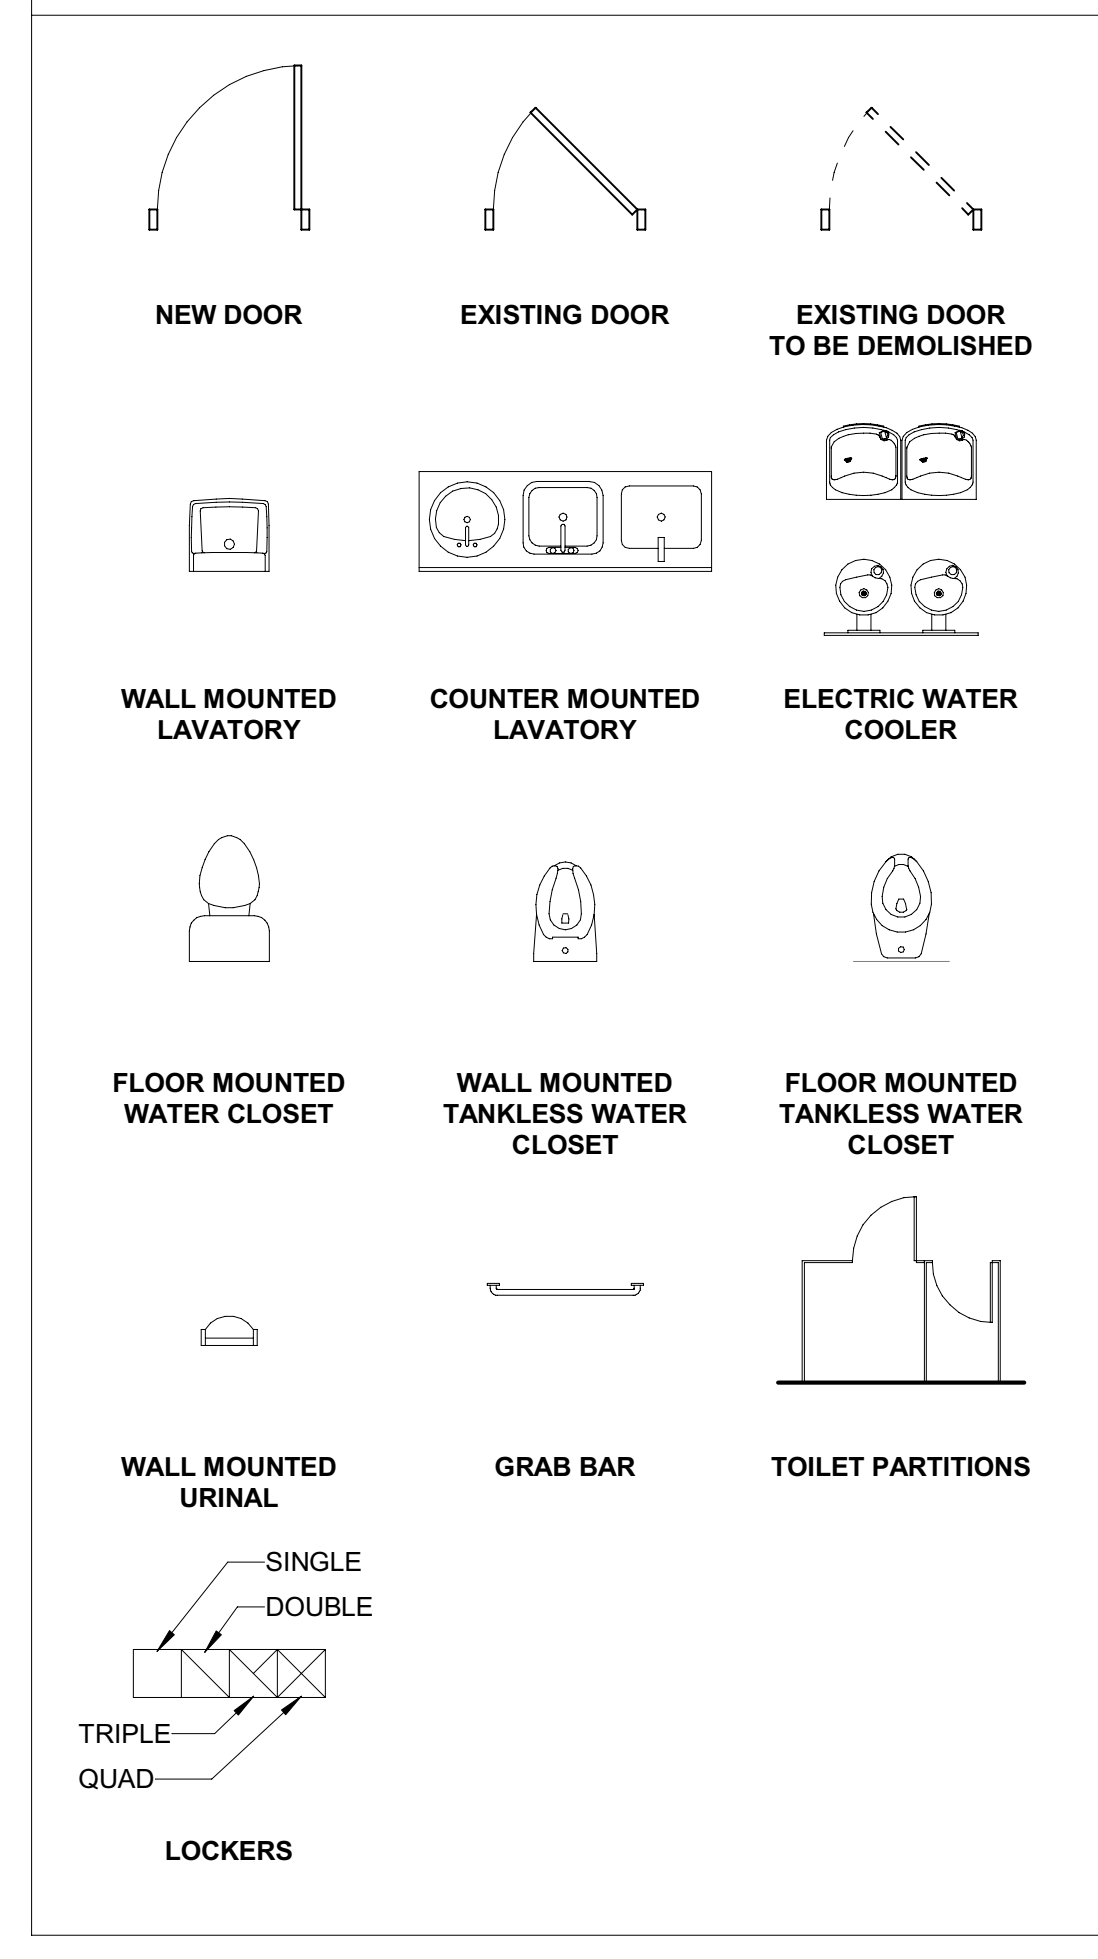 NEW DOOR
EXISTING DOOR
EXISTING DOOR
TO BE DEMOLISHED
WALL MOUNTED
LAVATORY
COUNTER MOUNTED
LAVATORY
ELECTRIC WATER
COOLER
FLOOR MOUNTED
WATER CLOSET
WALL MOUNTED
TANKLESS WATER
CLOSET
FLOOR MOUNTED
TANKLESS WATER
CLOSET
WALL MOUNTED
URINAL
GRAB BAR
TOILET PARTITIONS
SINGLE
DOUBLE
TRIPLE
QUAD
LOCKERS